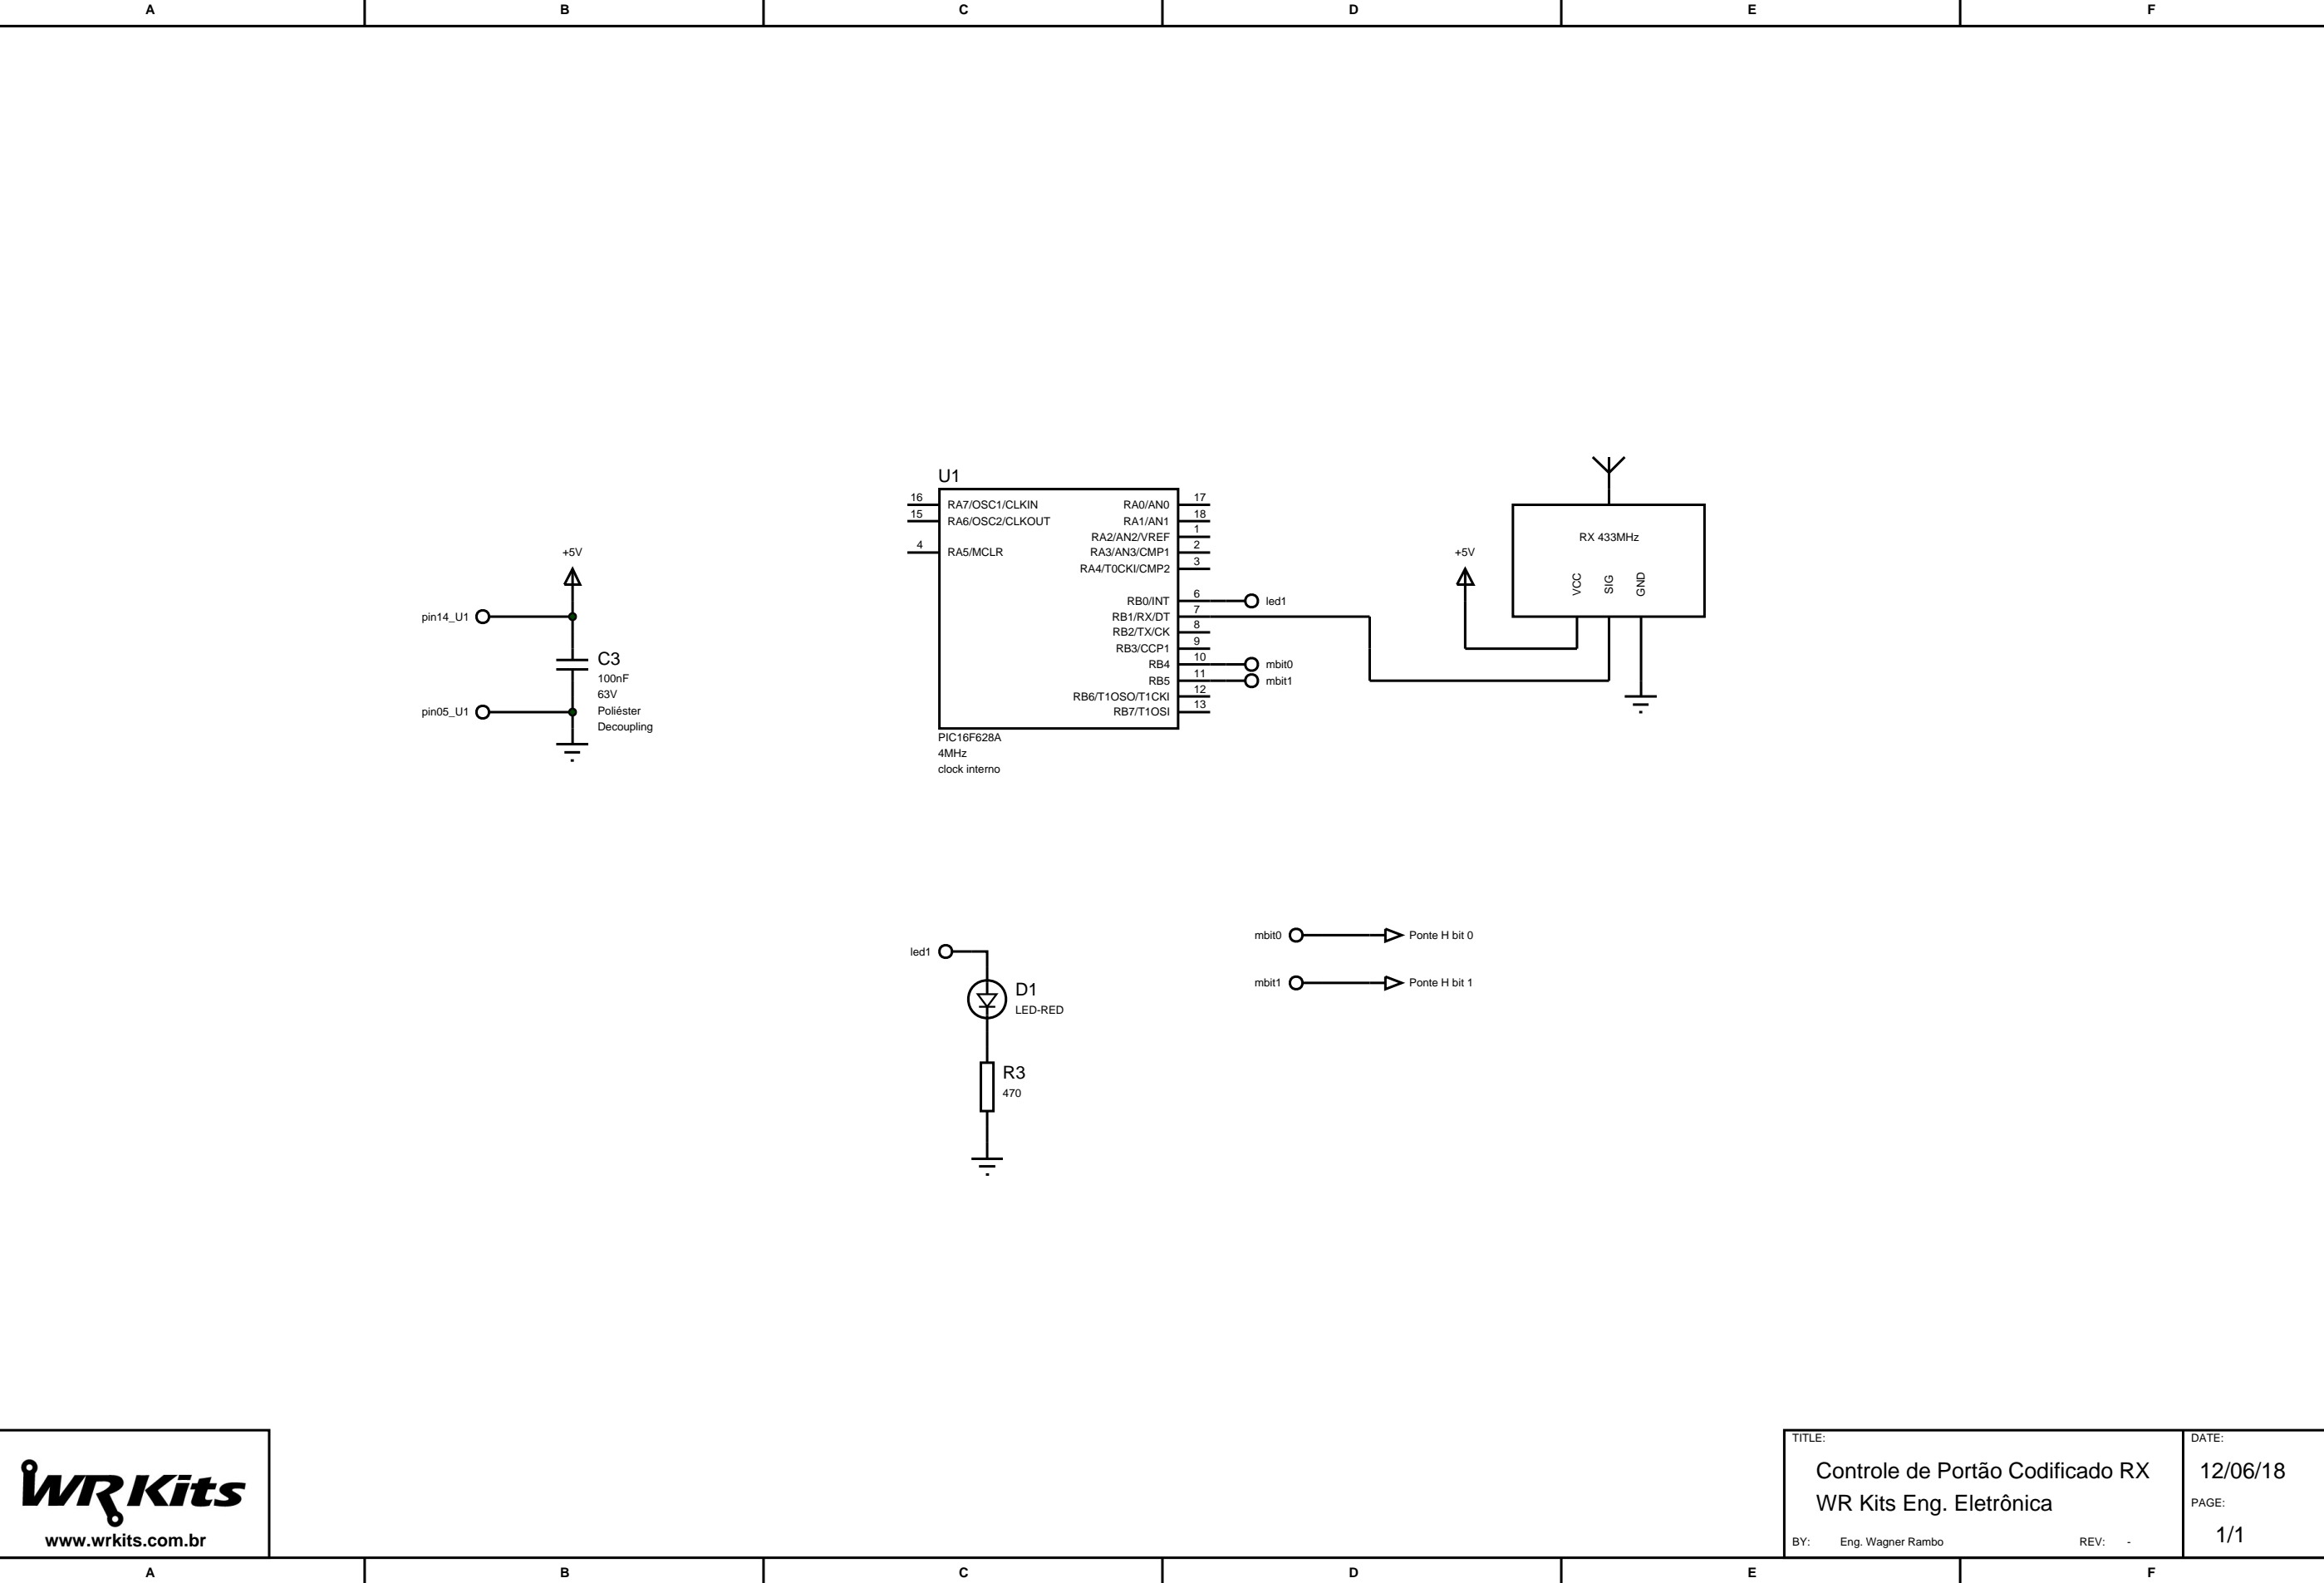 A B C D E F
U1
16 RA7/OSC1/CLKIN RA0/AN0 17
15 RA6/OSC2/CLKOUT RA1/AN1 18
RA2/AN2/VREF 1
4 RA5/MCLR RA3/AN3/CMP1 2
RA4/T0CKI/CMP2 3
RB0/INT 6 led1
RB1/RX/DT 7
RB2/TX/CK 8
RB3/CCP1 9
RB4 10 mbit0
RB5 11 mbit1
RB6/T1OSO/T1CKI 12
RB7/T1OSI 13
PIC16F628A
4MHz
clock interno
+5V
pin14_U1
C3
100nF
63V
Poliéster
Decoupling
pin05_U1
+5V
RX 433MHz
VCC
SIG
GND
led1
D1
LED-RED
R3
470
mbit0 Ponte H bit 0
mbit1 Ponte H bit 1
WR Kits
www.wrkits.com.br
TITLE:
Controle de Portão Codificado RX
WR Kits Eng. Eletrônica
BY: Eng. Wagner Rambo REV: -
DATE:
12/06/18
PAGE:
1/1
A B C D E F